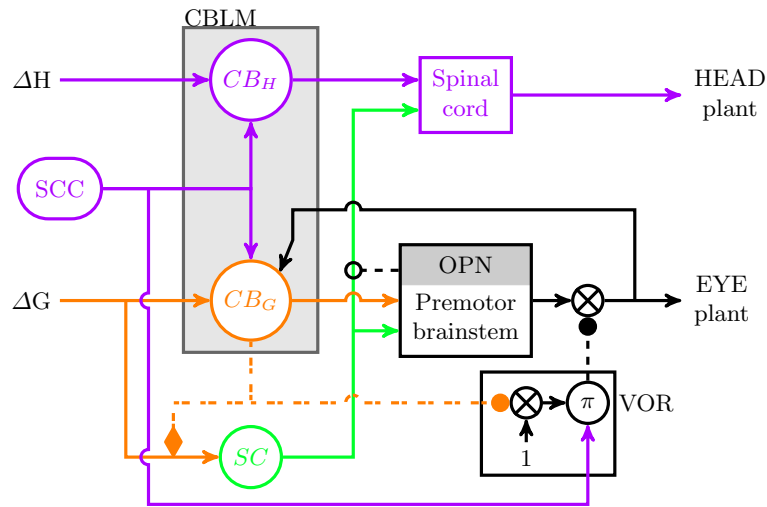 CBLM
ΔH
CB_H
Spinal
cord
HEAD
plant
SCC
OPN
ΔG
CB_G
Premotor
brainstem
EYE
plant
π
VOR
SC
1